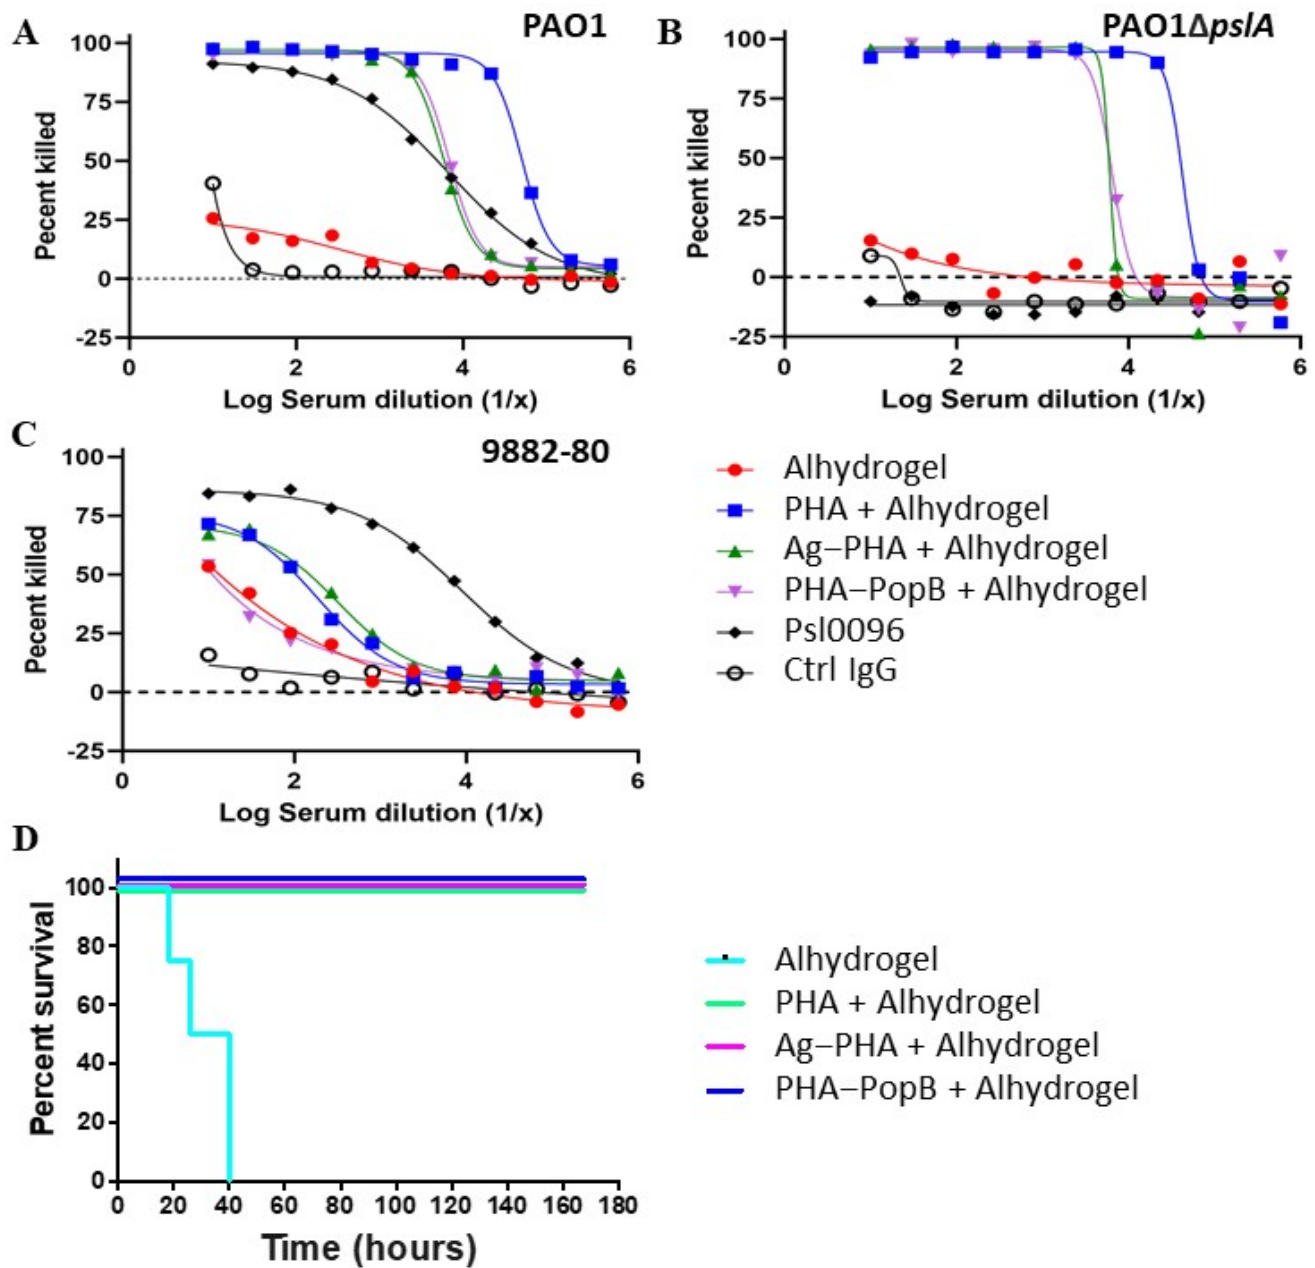 A
PAO1
100
75
50
25
0
-25
Pecent killed
0
2
4
6
Log Serum dilution (1/x)
B
PAO1ΔpslA
100
75
50
25
0
-25
Pecent killed
0
2
4
6
Log Serum dilution (1/x)
C
9882-80
100
75
50
25
0
-25
Pecent killed
0
2
4
6
Log Serum dilution (1/x)
Alhydrogel
PHA + Alhydrogel
Ag–PHA + Alhydrogel
PHA–PopB + Alhydrogel
Psl0096
Ctrl IgG
D
100
80
60
40
20
0
Percent survival
0 20 40 60 80 100 120 140 160 180
Time (hours)
Alhydrogel
PHA + Alhydrogel
Ag–PHA + Alhydrogel
PHA–PopB + Alhydrogel